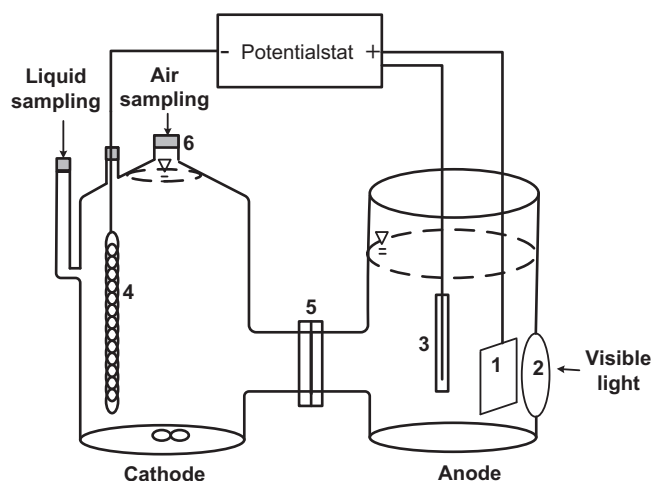 - Potentialstat +
Liquid
sampling
Air
sampling
6
4
5
3
1
2
Visible
light
Cathode
Anode